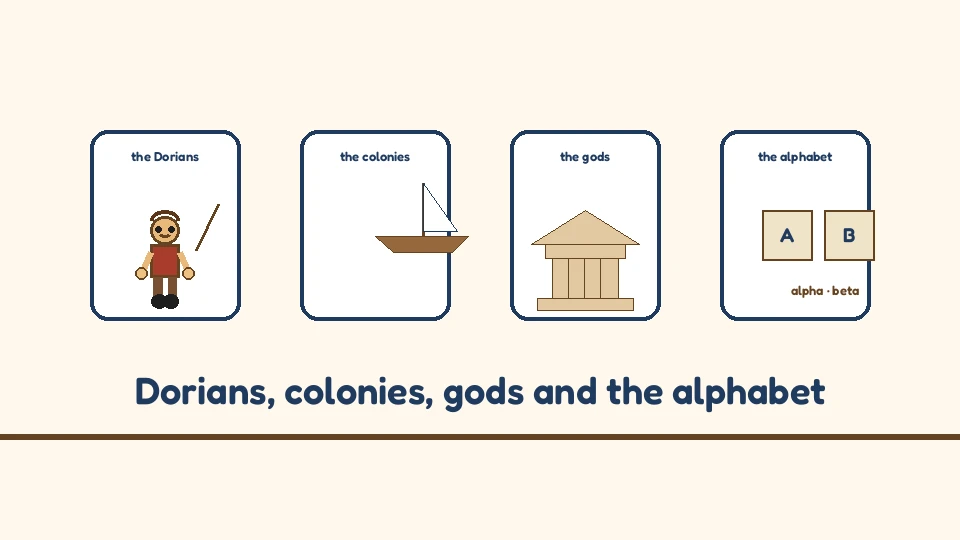 the Dorians
the colonies
the gods
the alphabet
A B
alpha · beta
Dorians, colonies, gods and the alphabet